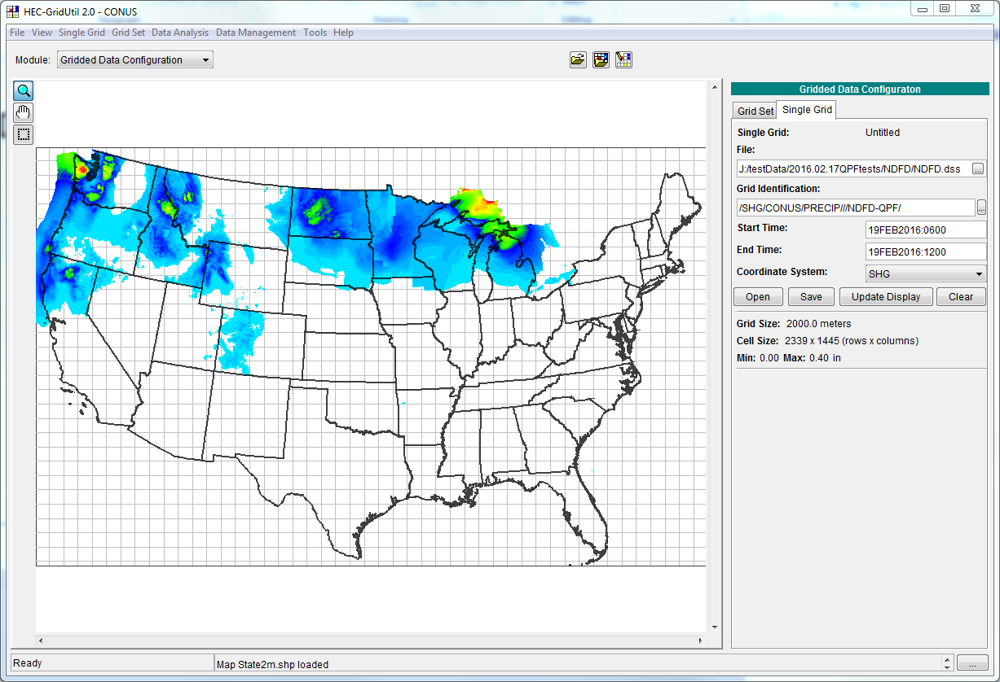 HEC-GridUtil 2.0 - CONUS
File View Single Grid Grid Set Data Analysis Data Management Tools Help
Module: Gridded Data Configuration
Gridded Data Configuraton
Grid Set Single Grid
Single Grid: Untitled
File:
J:/testData/2016.02.17QPFtests/NDFD/NDFD.dss ...
Grid Identification:
/SHG/CONUS/PRECIP///NDFD-QPF/ ...
Start Time: 19FEB2016:0600
End Time: 19FEB2016:1200
Coordinate System: SHG
Open Save Update Display Clear
Grid Size: 2000.0 meters
Cell Size: 2339 x 1445 (rows x columns)
Min: 0.00 Max: 0.40 in
Ready Map State2m.shp loaded ...